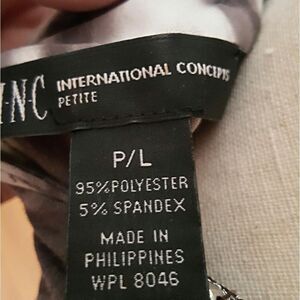 I·N·C INTERNATIONAL CONCEPTS
PETITE
P/L
95% POLYESTER
5% SPANDEX
MADE IN
PHILIPPINES
WPL 8046